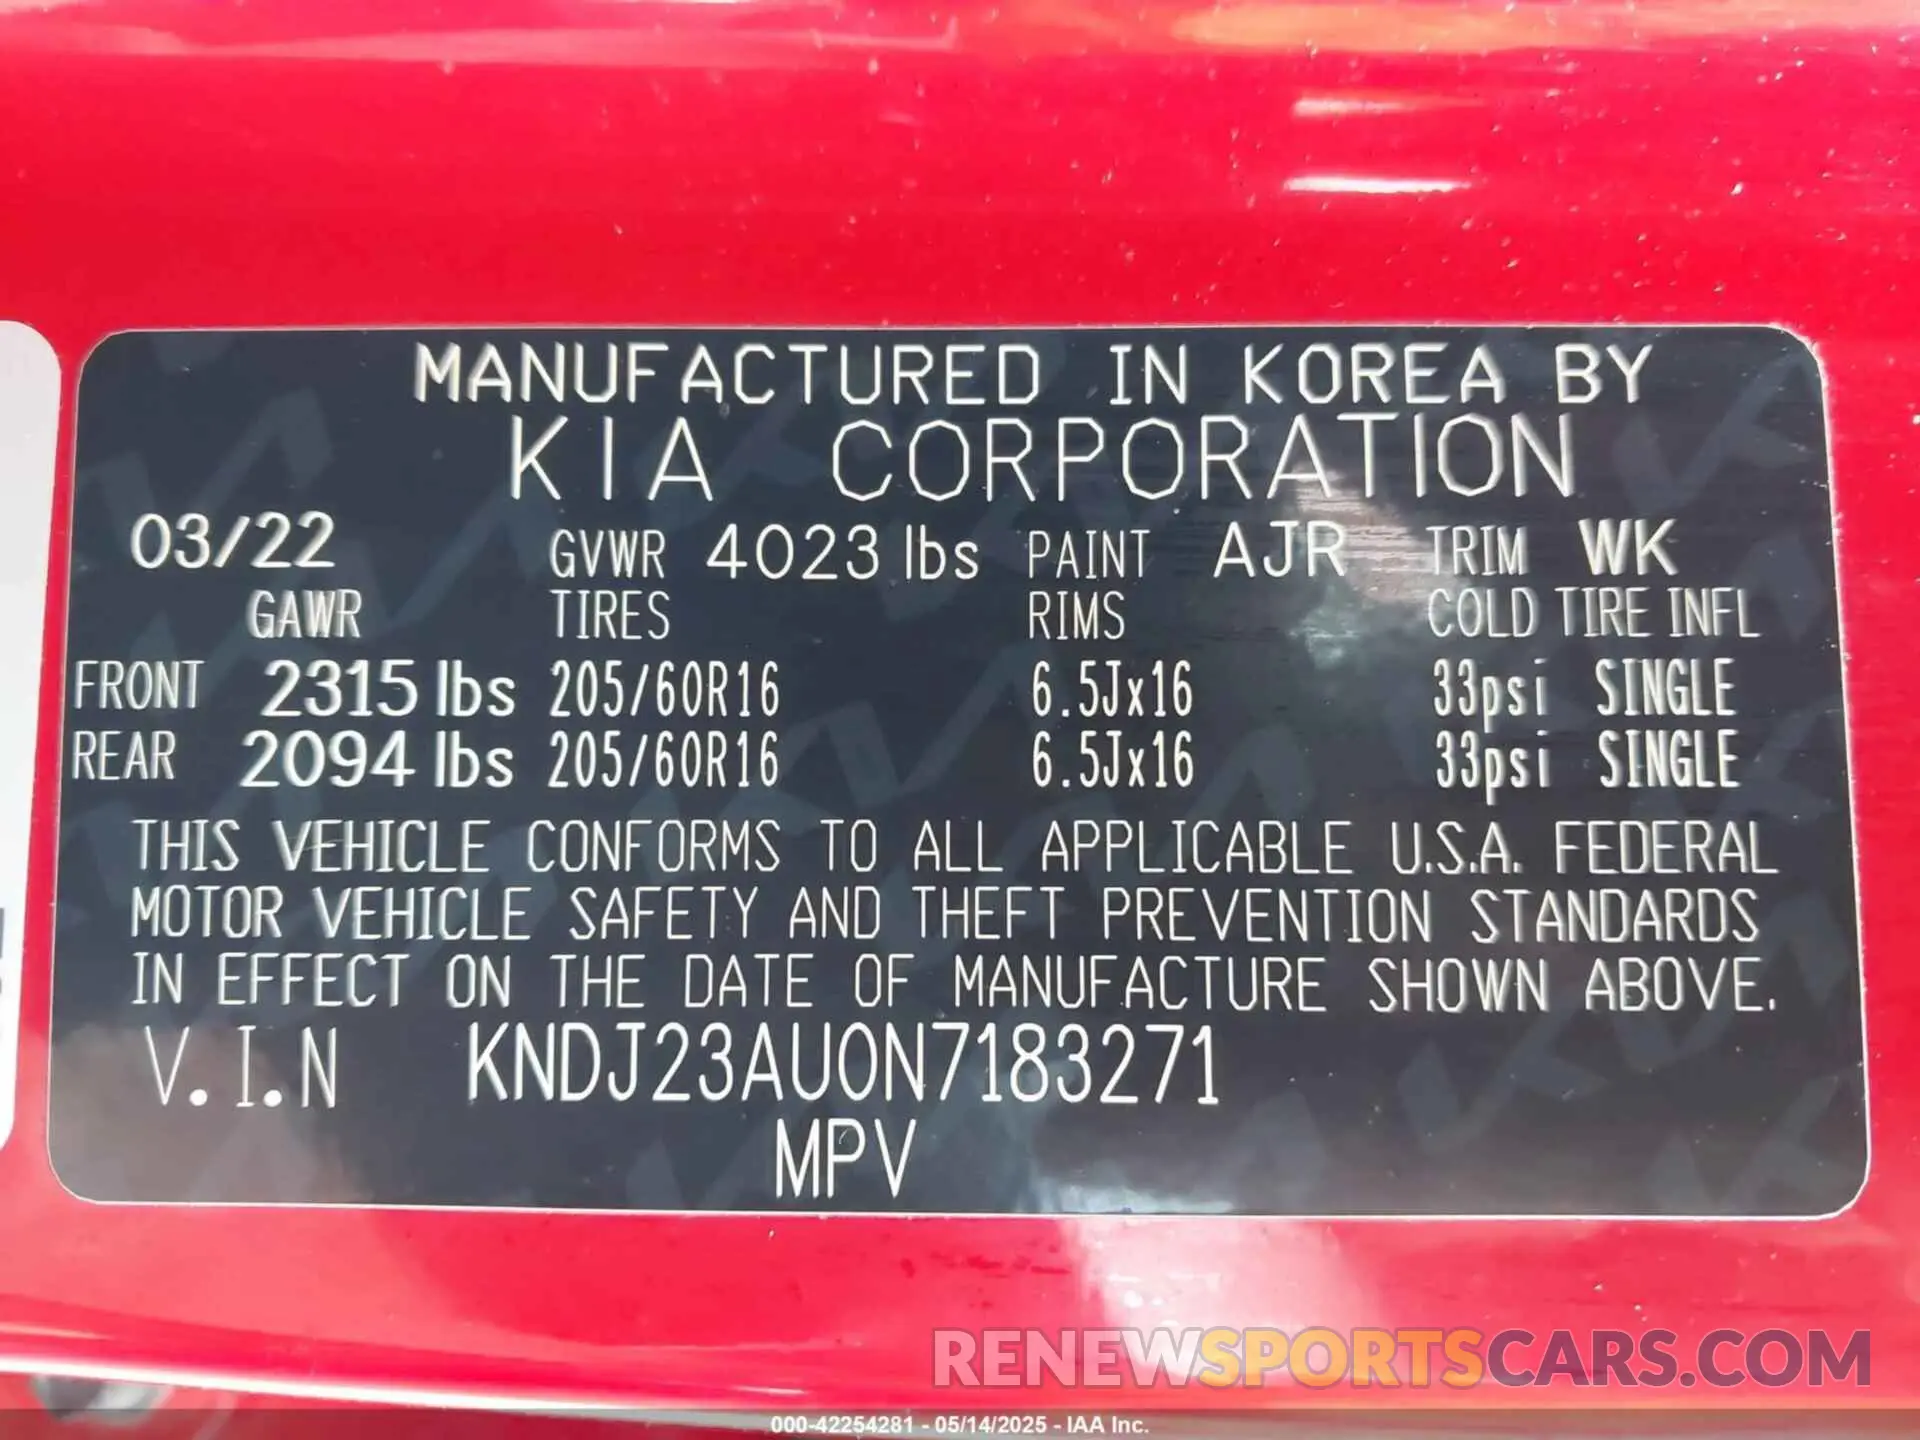 MANUFACTURED IN KOREA BY
KIA CORPORATION
03/22 GVWR 4023 lbs PAINT AJR TRIM WK
GAWR TIRES RIMS COLD TIRE INFL
FRONT 2315 lbs 205/60R16 6.5Jx16 33psi SINGLE
REAR 2094 lbs 205/60R16 6.5Jx16 33psi SINGLE
THIS VEHICLE CONFORMS TO ALL APPLICABLE U.S.A. FEDERAL
MOTOR VEHICLE SAFETY AND THEFT PREVENTION STANDARDS
IN EFFECT ON THE DATE OF MANUFACTURE SHOWN ABOVE.
V.I.N KNDJ23AU0N7183271
MPV
RENEWSPORTSCARS.COM
000-42254281 - 05/14/2025 - IAA Inc.